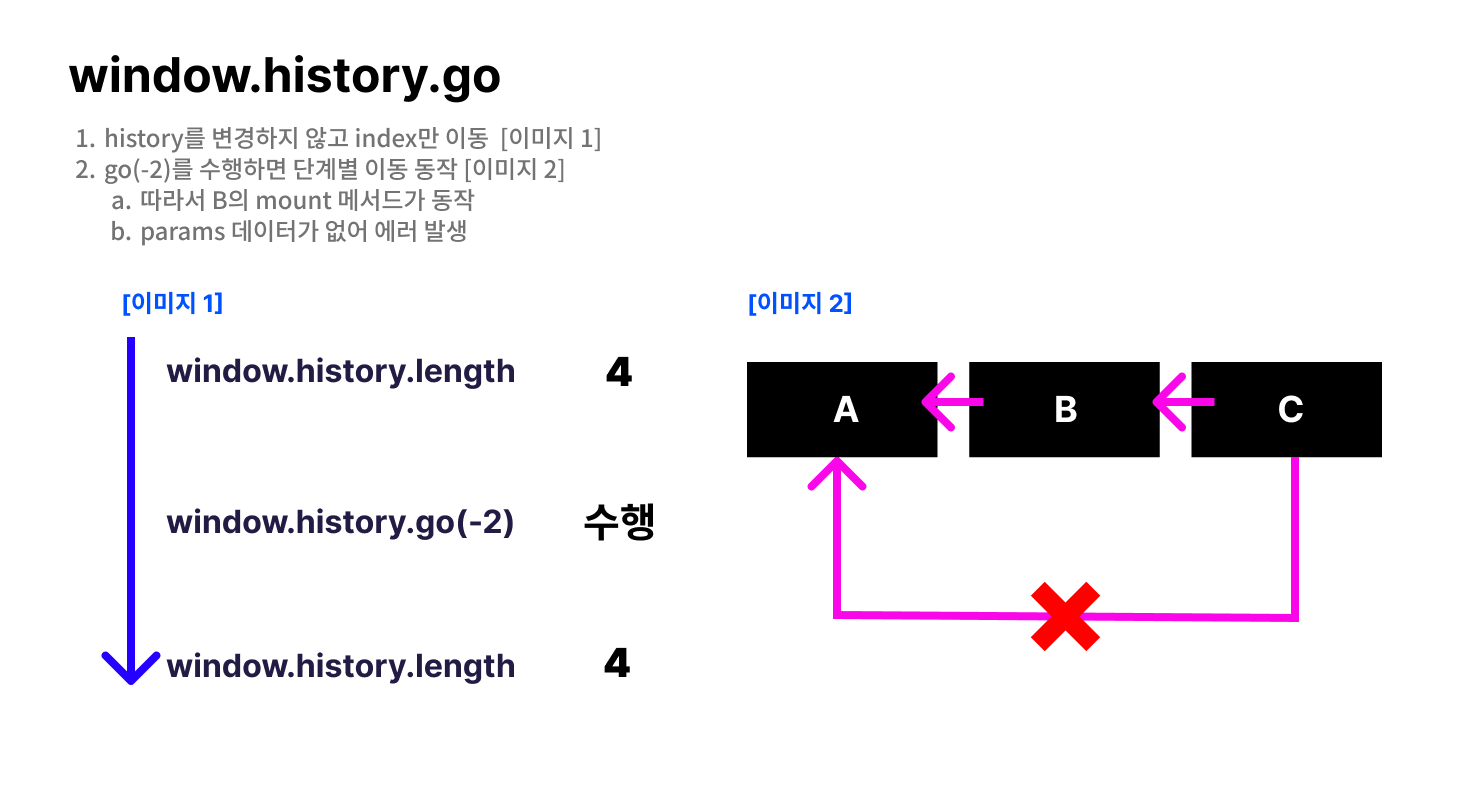 window.history.go
1. history를 변경하지 않고 index만 이동 [이미지 1]
2. go(-2)를 수행하면 단계별 이동 동작 [이미지 2]
a. 따라서 B의 mount 메서드가 동작
b. params 데이터가 없어 에러 발생
[이미지 1]
window.history.length 4
window.history.go(-2) 수행
window.history.length 4
[이미지 2]
A B C